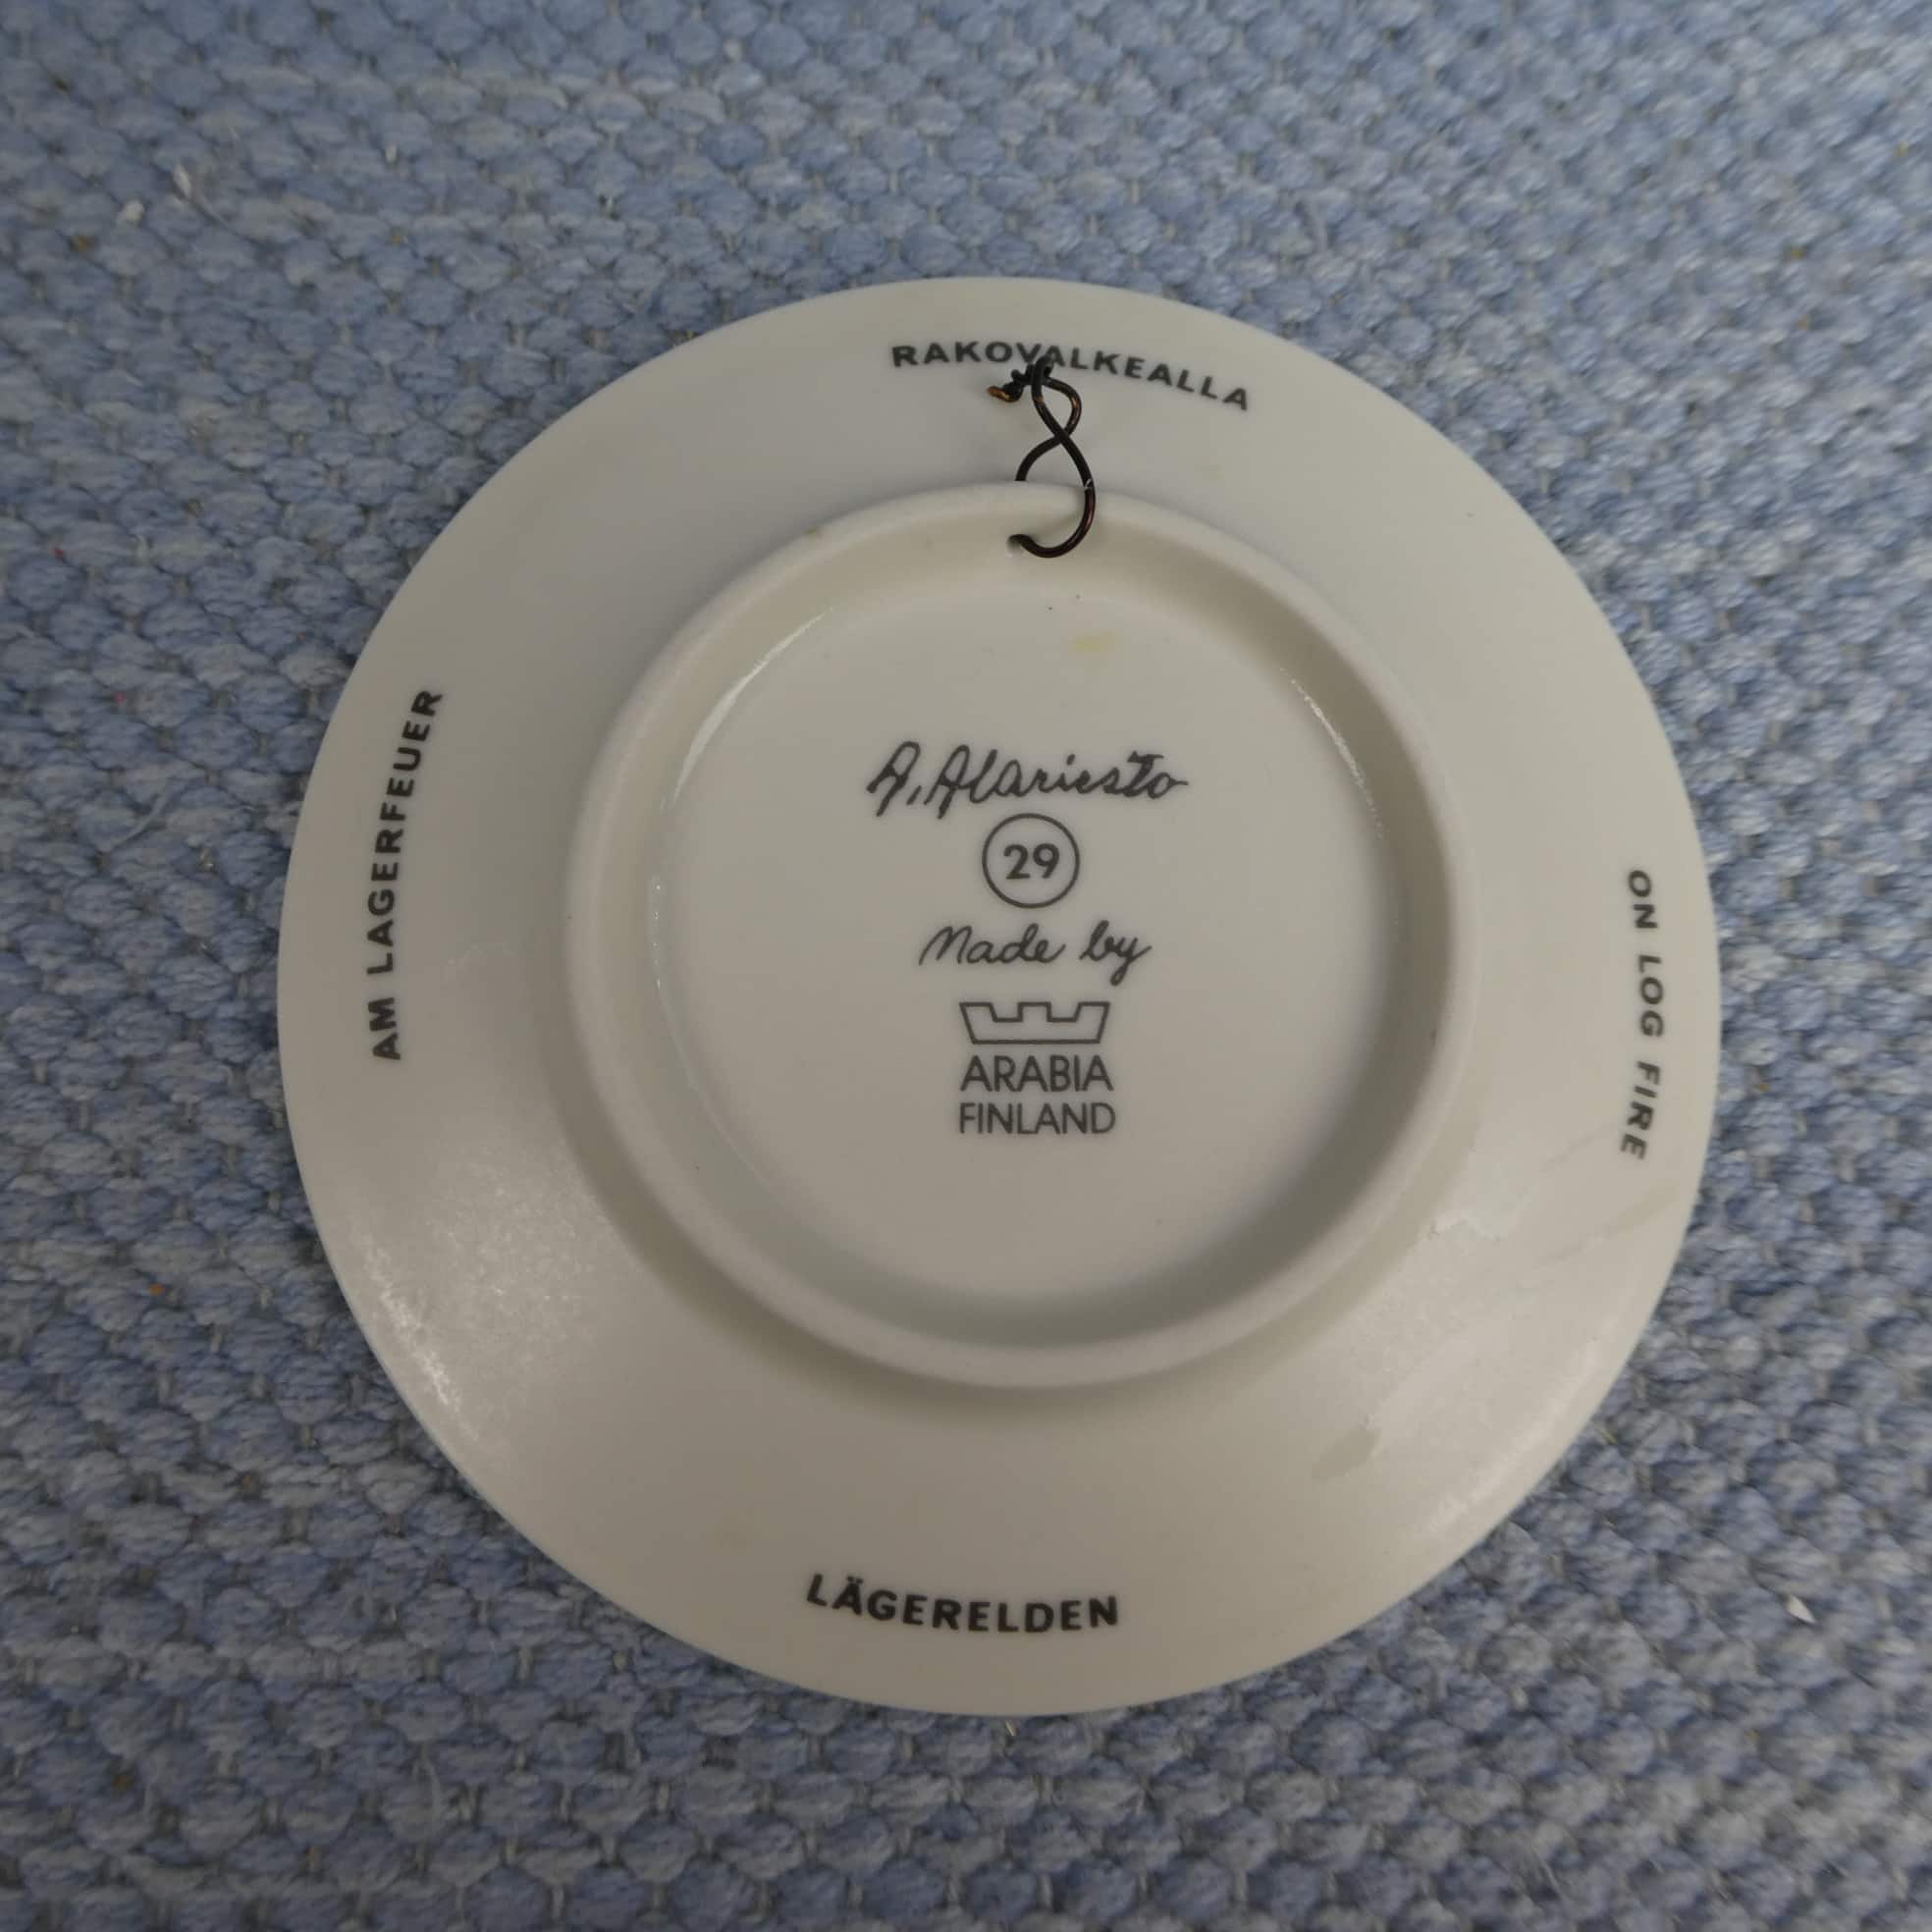 RAKOVALKEALLA
A. Alariesto
29
Made by
ARABIA
FINLAND
AM LAGERFEUER
ON LOG FIRE
LÄGERELDEN